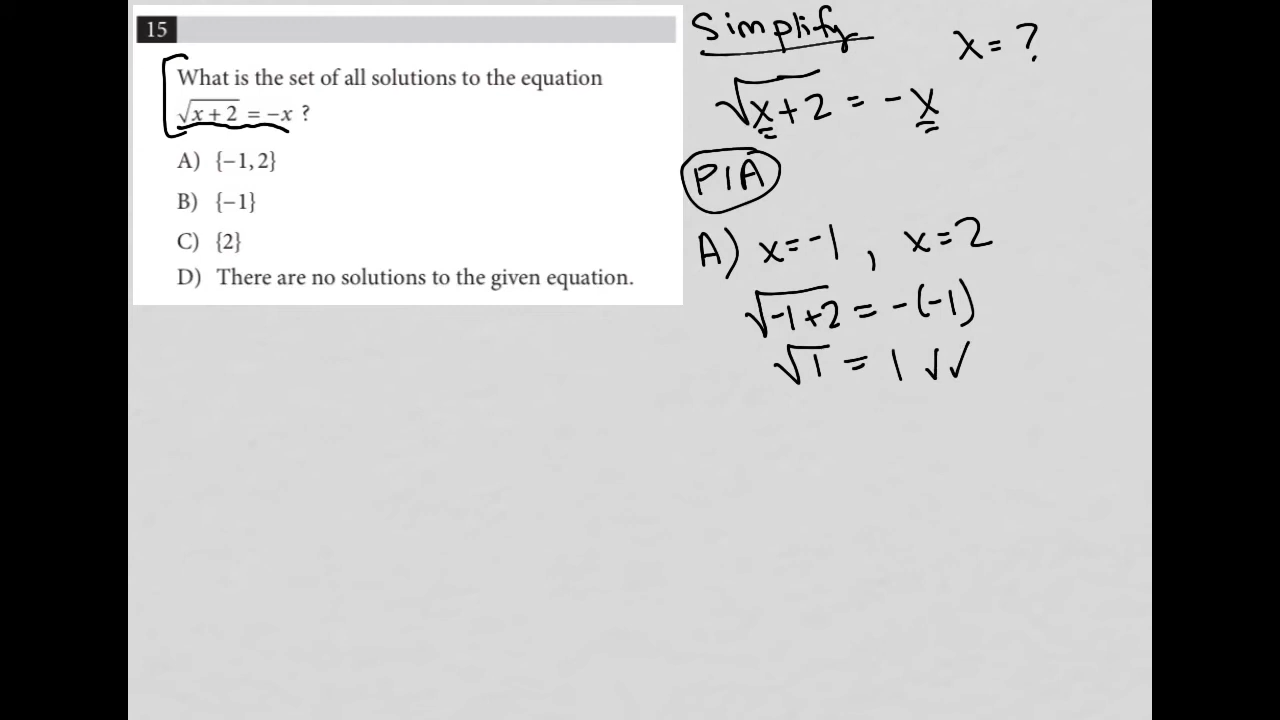 15
What is the set of all solutions to the equation
√x + 2 = −x ?
A) {−1, 2}
B) {−1}
C) {2}
D) There are no solutions to the given equation.
Simplify
x = ?
√x+2 = -x
PIA
A) x=-1 , x=2
√-1+2 = -(-1)
√1 = 1 √√